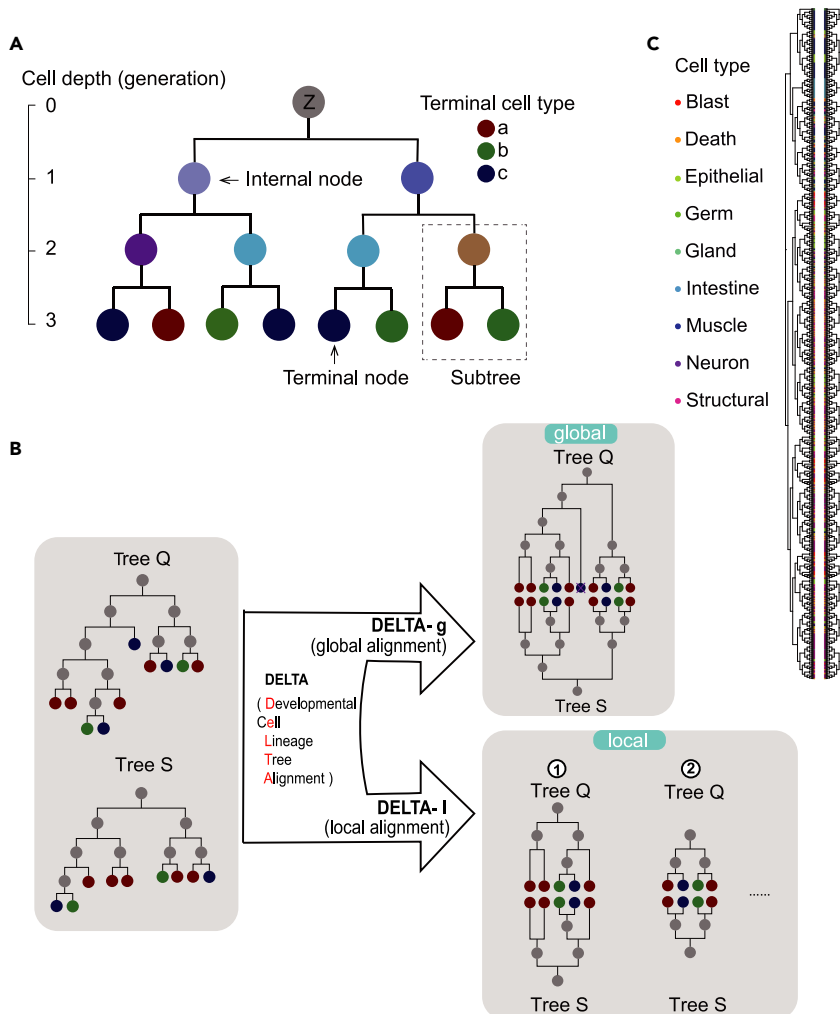 A
Cell depth (generation)
0
1
2
3
Z
Terminal cell type
a
b
c
Internal node
Terminal node
Subtree
C
Cell type
Blast
Death
Epithelial
Germ
Gland
Intestine
Muscle
Neuron
Structural
B
Tree Q
Tree S
DELTA
( Developmental
Cell
Lineage
Tree
Alignment )
DELTA- g
(global alignment)
DELTA- l
(local alignment)
global
Tree Q
Tree S
local
1 2
Tree Q Tree Q
......
Tree S Tree S